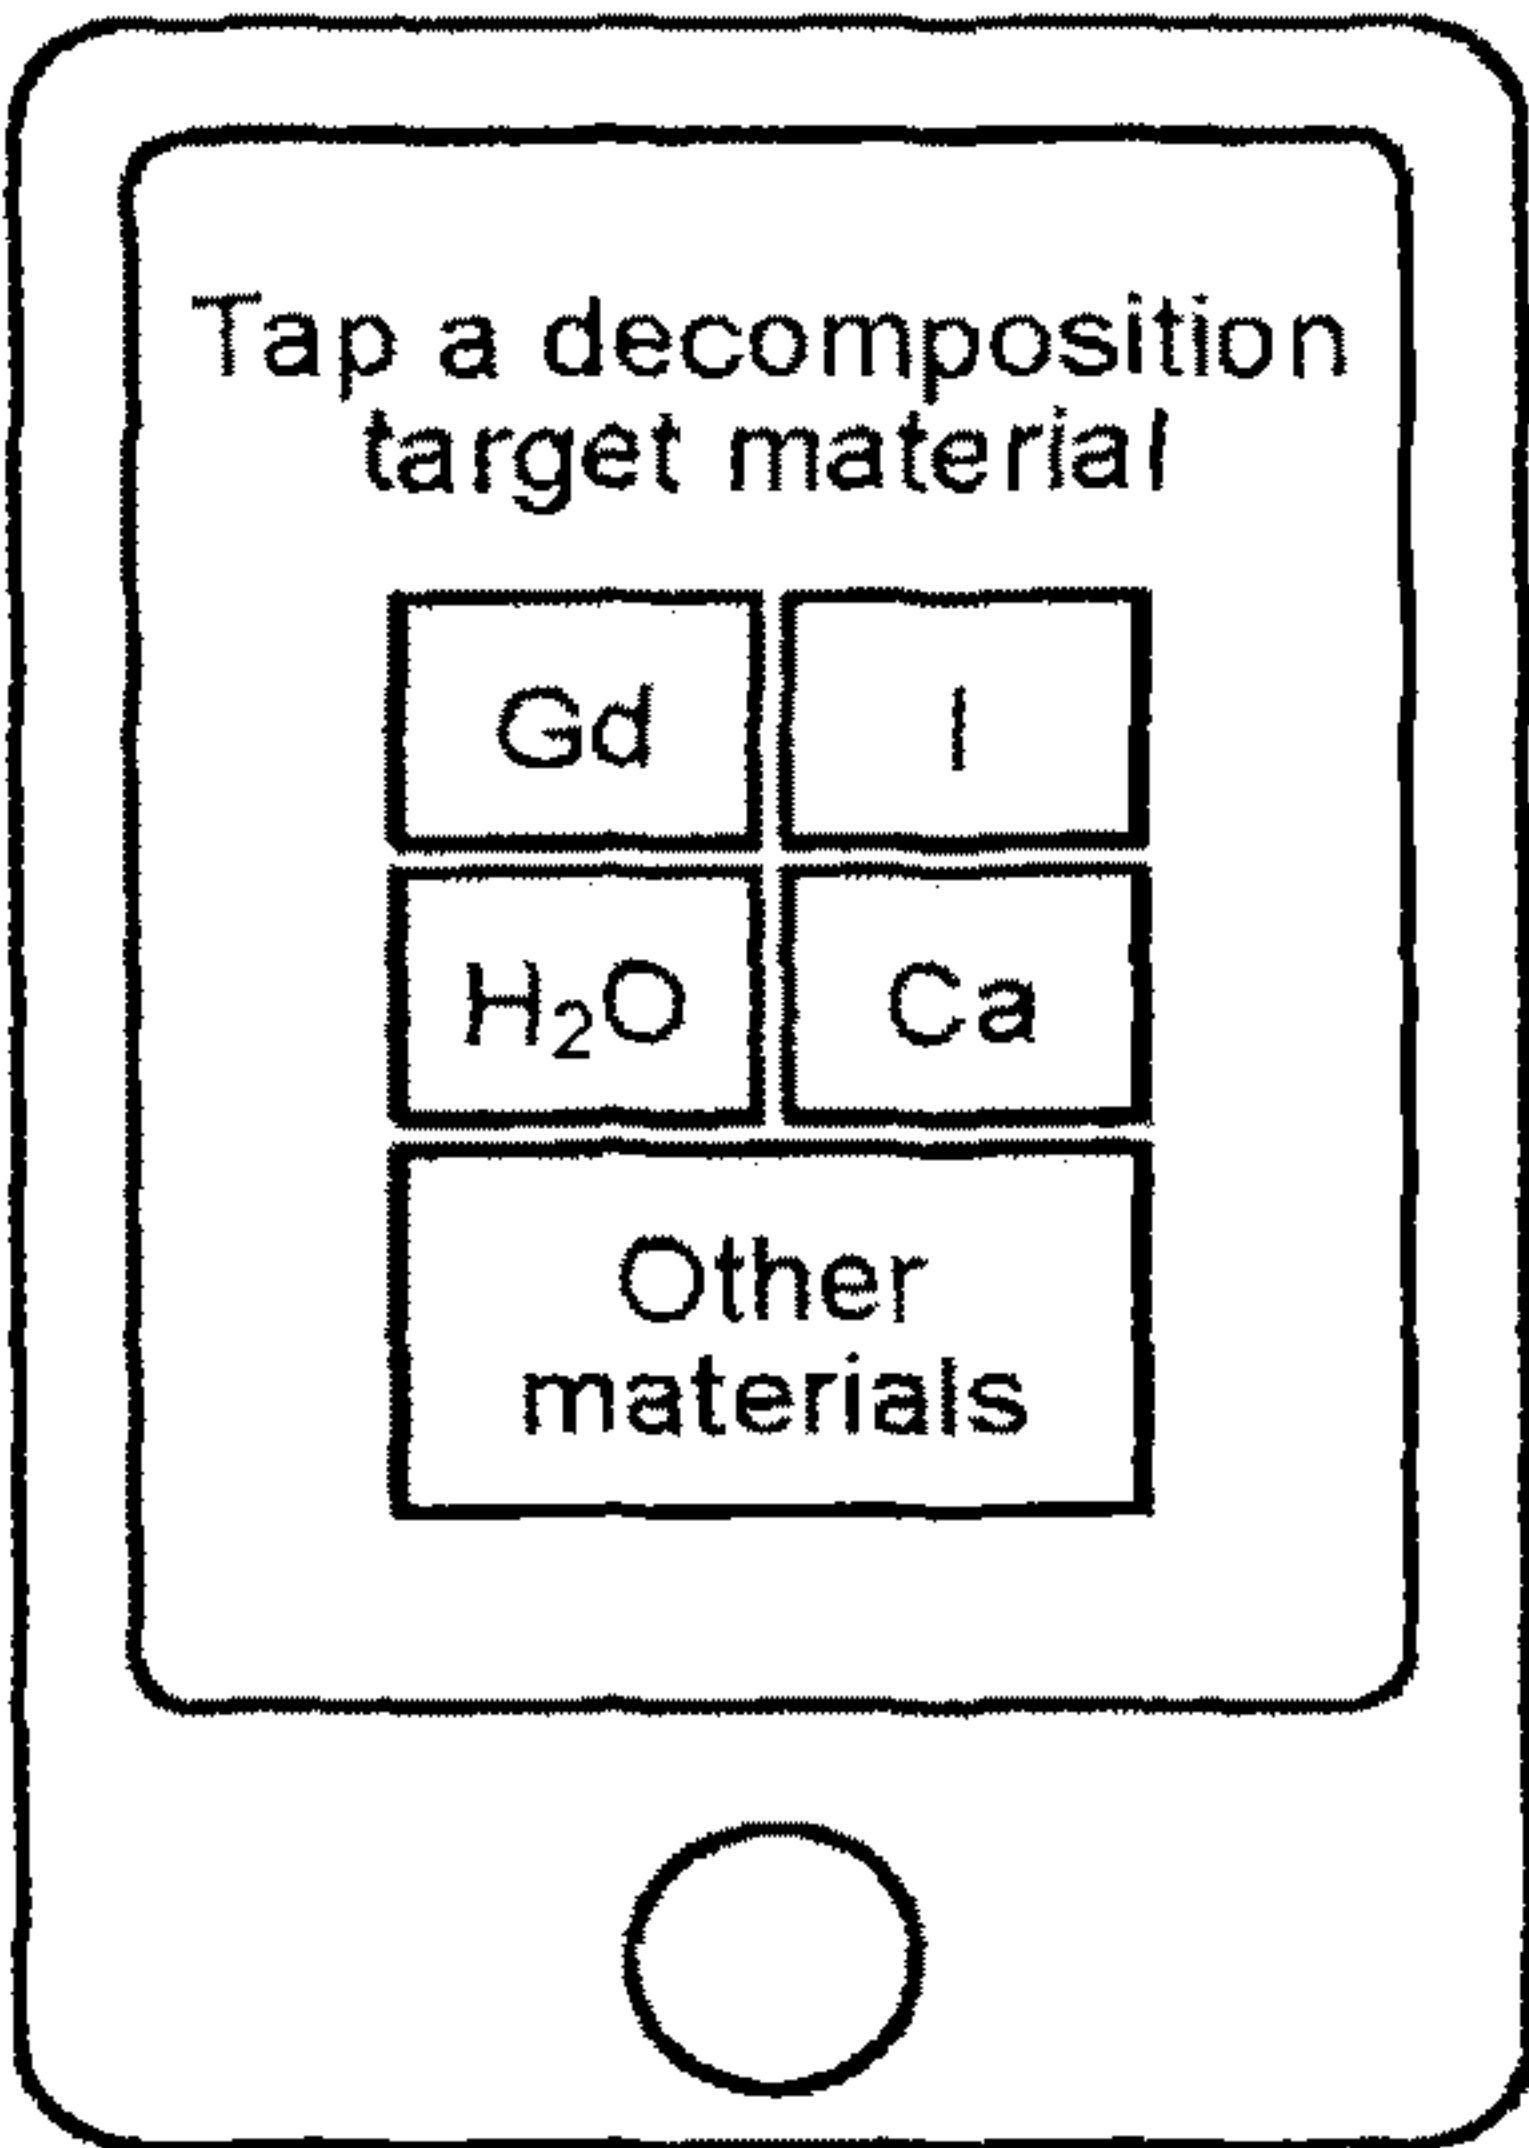 Tap a decomposition
target material
Gd I
H₂O Ca
Other
materials